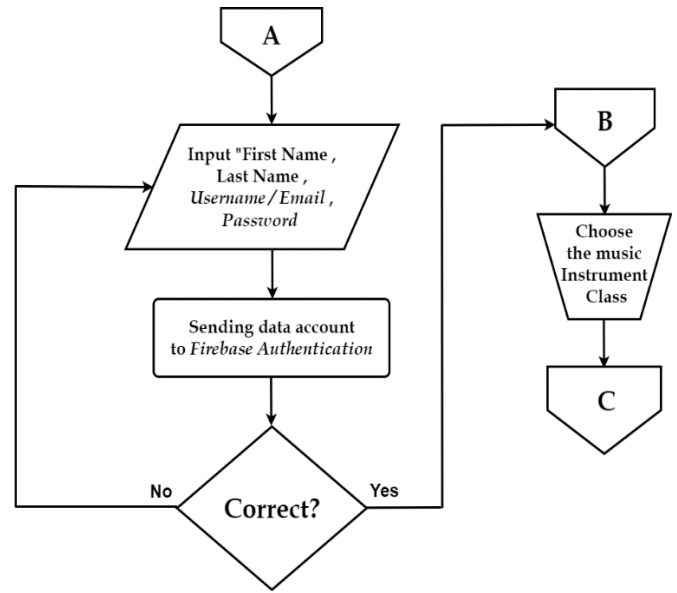 A
Input "First Name ,
Last Name ,
Username/Email ,
Password
Sending data account
to Firebase Authentication
Correct?
No
Yes
B
Choose
the music
Instrument
Class
C